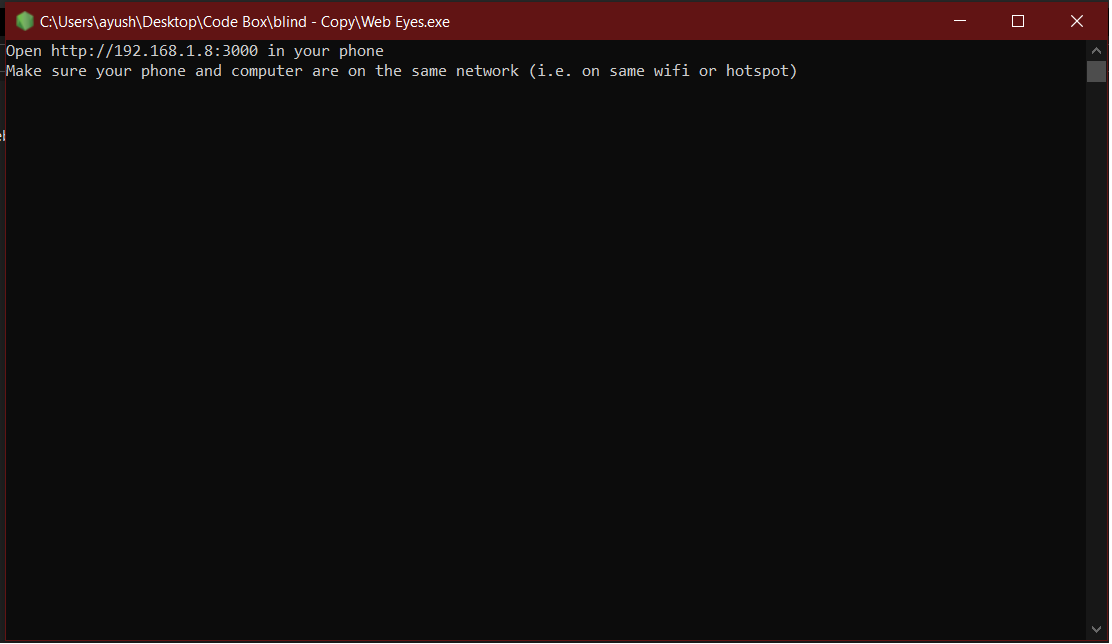 C:\Users\ayush\Desktop\Code Box\blind - Copy\Web Eyes.exe
Open http://192.168.1.8:3000 in your phone
Make sure your phone and computer are on the same network (i.e. on same wifi or hotspot)